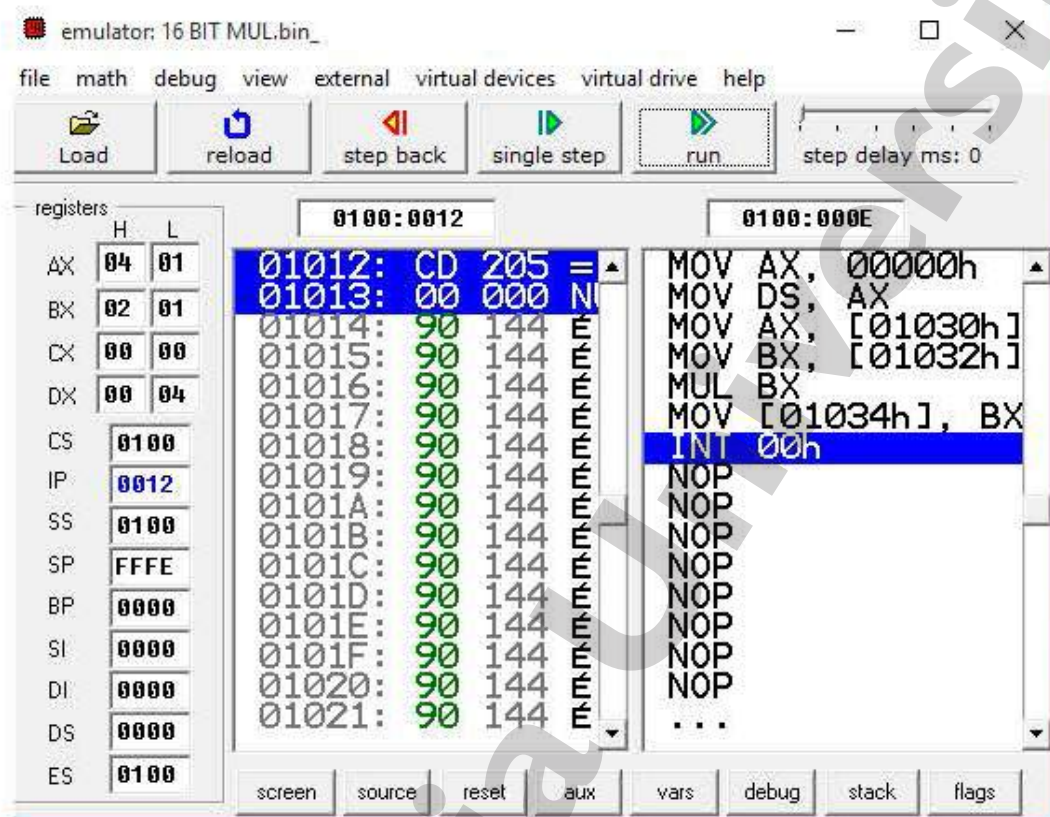 emulator: 16 BIT MUL.bin_
file math debug view external virtual devices virtual drive help
Load reload step back single step run step delay ms: 0
registers
H L
0100:0012
0100:000E
AX 04 01
BX 02 01
CX 00 00
DX 00 04
CS 0100
IP 0012
SS 0100
SP FFFE
BP 0000
SI 0000
DI 0000
DS 0000
ES 0100
01012: CD 205 =
01013: 00 000 NU
01014: 90 144 É
01015: 90 144 É
01016: 90 144 É
01017: 90 144 É
01018: 90 144 É
01019: 90 144 É
0101A: 90 144 É
0101B: 90 144 É
0101C: 90 144 É
0101D: 90 144 É
0101E: 90 144 É
0101F: 90 144 É
01020: 90 144 É
01021: 90 144 É
MOV AX, 00000h
MOV DS, AX
MOV AX, [01030h]
MOV BX, [01032h]
MUL BX
MOV [01034h], BX
INT 00h
NOP
NOP
NOP
NOP
NOP
NOP
NOP
NOP
...
screen source reset aux vars debug stack flags